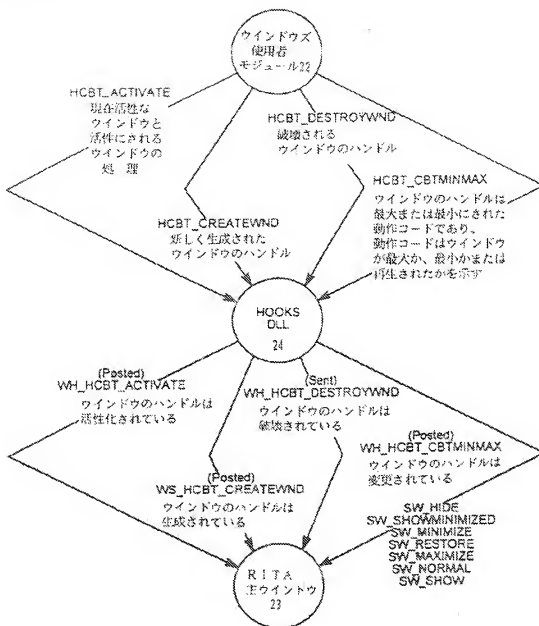 ウインドウズ
使用者
モジュール22
HCBT_ACTIVATE
現在活性な
ウインドウと
活性にされる
ウインドウの
処 理
HCBT_DESTROYWND
破壊される
ウインドウのハンドル
HCBT_CREATEWND
新しく生成された
ウインドウのハンドル
HCBT_CBTMINMAX
ウインドウのハンドルは
最大または最小にされた
動作コードであり、
動作コードはウインドウ
が最大か、最小かまたは
再生されたかを示す
HOOKS
DLL
24
(Posted)
WH_HCBT_ACTIVATE
ウインドウのハンドルは
活性化されている
(Sent)
WH_HCBT_DESTROYWND
ウインドウのハンドルは
破壊されている
(Posted)
WS_HCBT_CREATEWND
ウインドウのハンドルは
生成されている
(Posted)
WH_HCBT_CBTMINMAX
ウインドウのハンドルは
変更されている
SW_HIDE
SW_SHOWMINIMIZED
SW_MINIMIZE
SW_RESTORE
SW_MAXIMIZE
SW_NORMAL
SW_SHOW
RITA
主ウイントウ
23